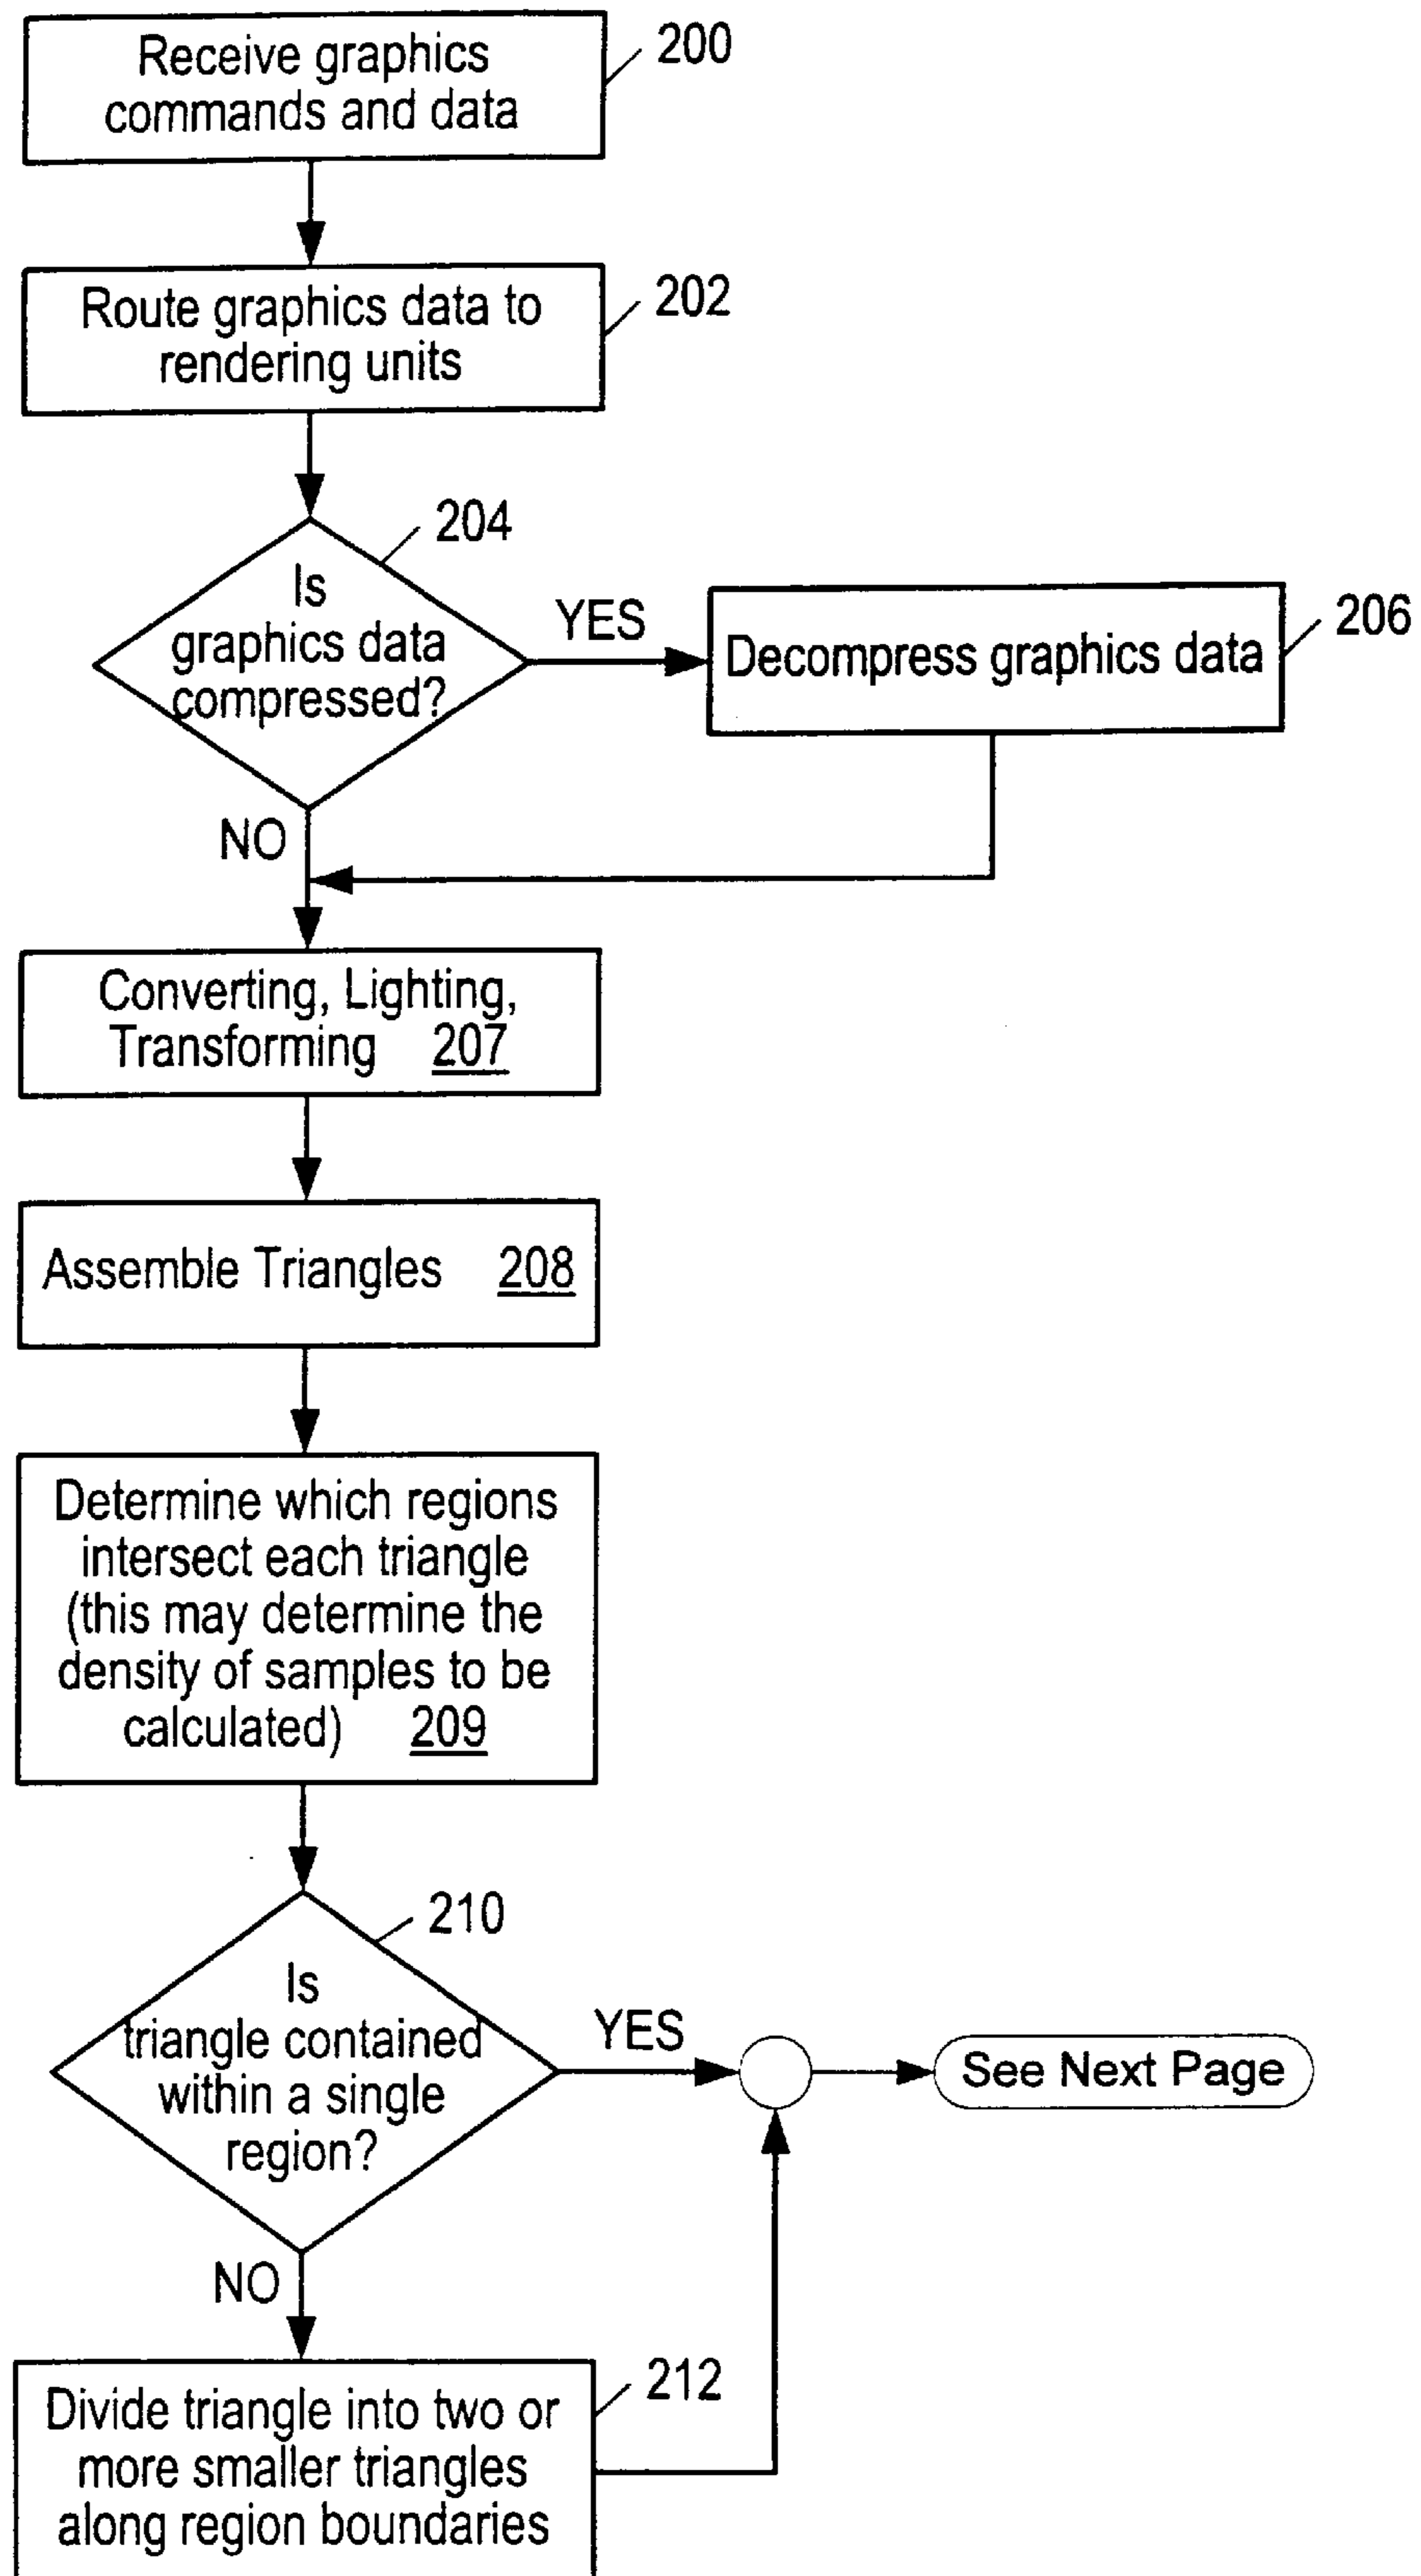 Receive graphics
commands and data
200
Route graphics data to
rendering units
202
204
Is
graphics data
compressed?
YES
Decompress graphics data
206
NO
Converting, Lighting,
Transforming 207
Assemble Triangles 208
Determine which regions
intersect each triangle
(this may determine the
density of samples to be
calculated) 209
210
Is
triangle contained
within a single
region?
YES
See Next Page
NO
212
Divide triangle into two or
more smaller triangles
along region boundaries